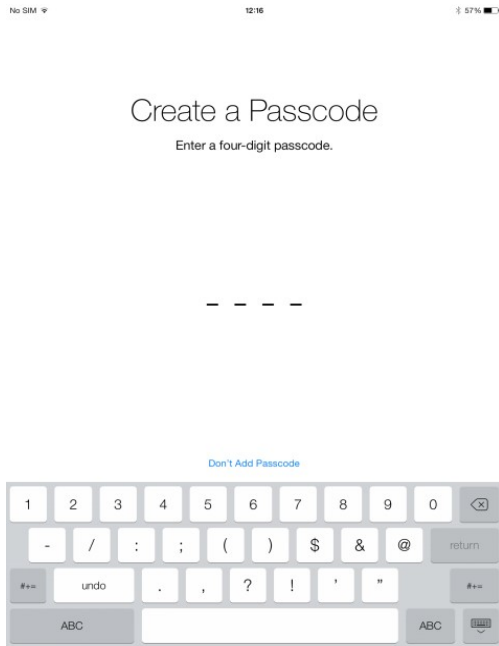 No SIM 12:16 57%
Create a Passcode
Enter a four-digit passcode.
Don't Add Passcode
1 2 3 4 5 6 7 8 9 0
- / : ; ( ) $ & @ return
#+= undo . , ? ! ' " #+=
ABC ABC